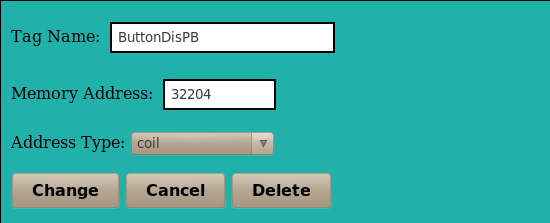 Tag Name: ButtonDisPB
Memory Address: 32204
Address Type: coil
Change Cancel Delete